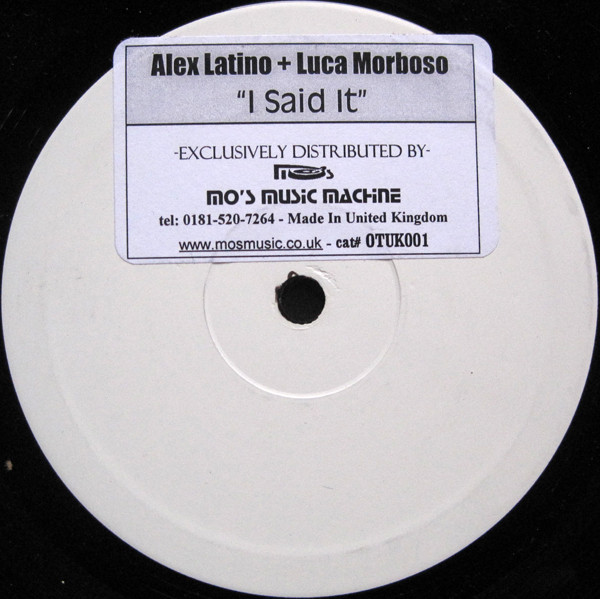 Alex Latino + Luca Morboso
“I Said It”
-EXCLUSIVELY DISTRIBUTED BY-
MO's
MO'S MUSIC MACHINE
tel: 0181-520-7264 - Made In United Kingdom
www.mosmusic.co.uk - cat# OTUK001